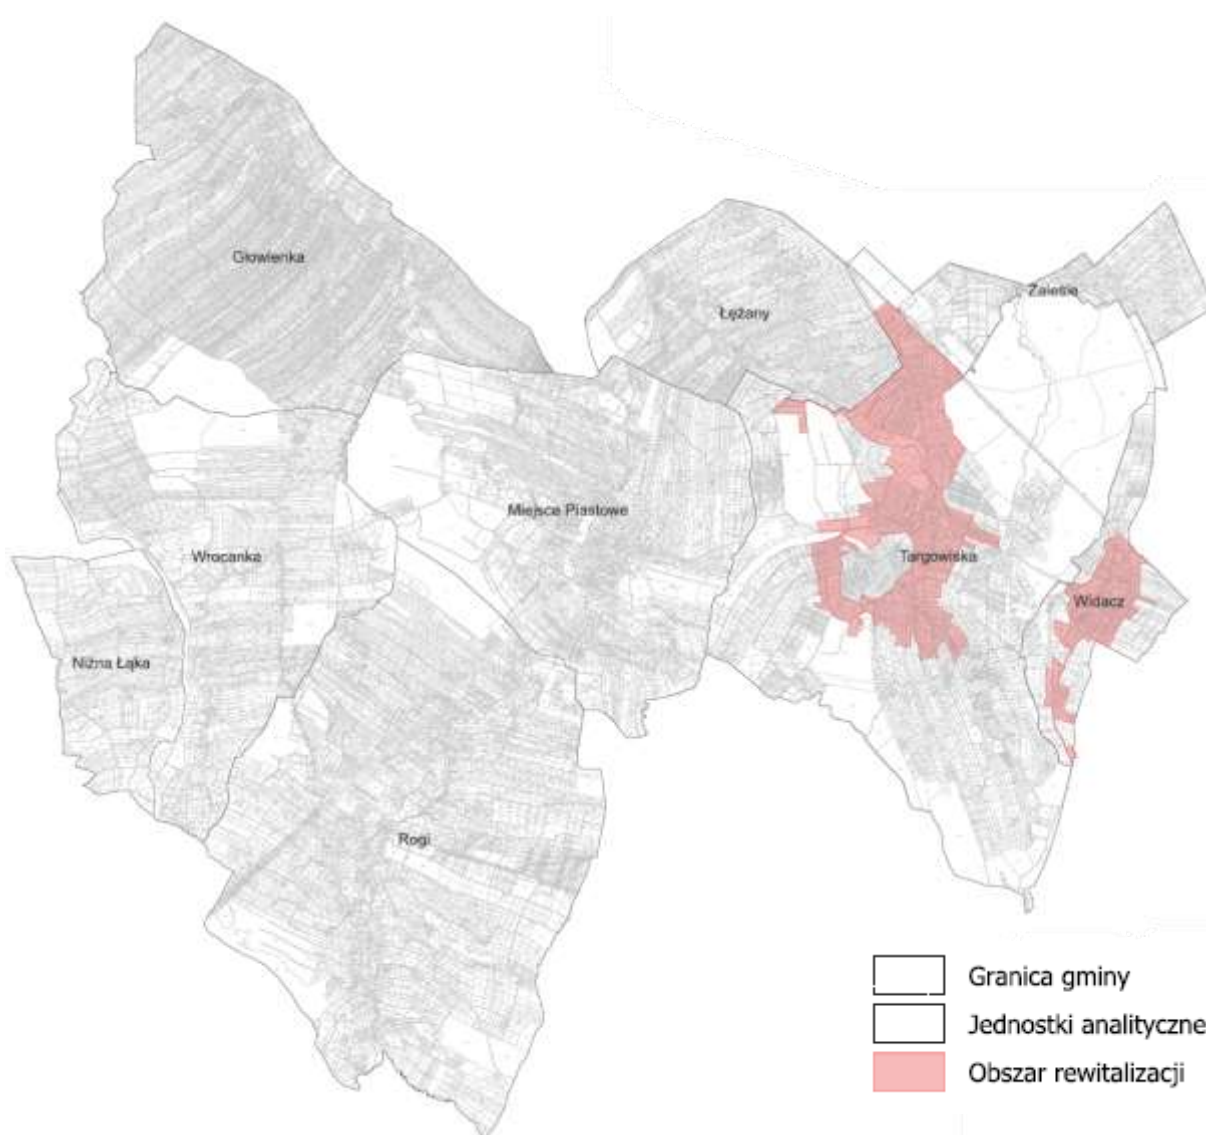 Głowienka
Zalesie
Łężany
Miejsce Piastowe
Wrocanka
Targowiska
Widacz
Niżna Łąka
Rogi
Granica gminy
Jednostki analityczne
Obszar rewitalizacji